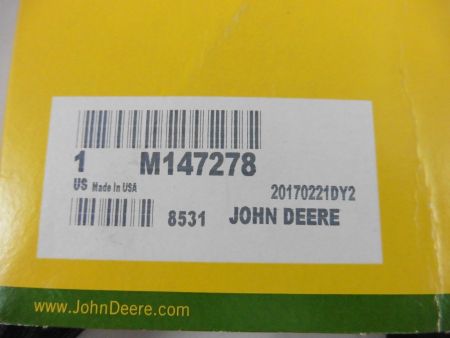 1 M147278
US Made In USA
20170221DY2
8531 JOHN DEERE
www.JohnDeere.com